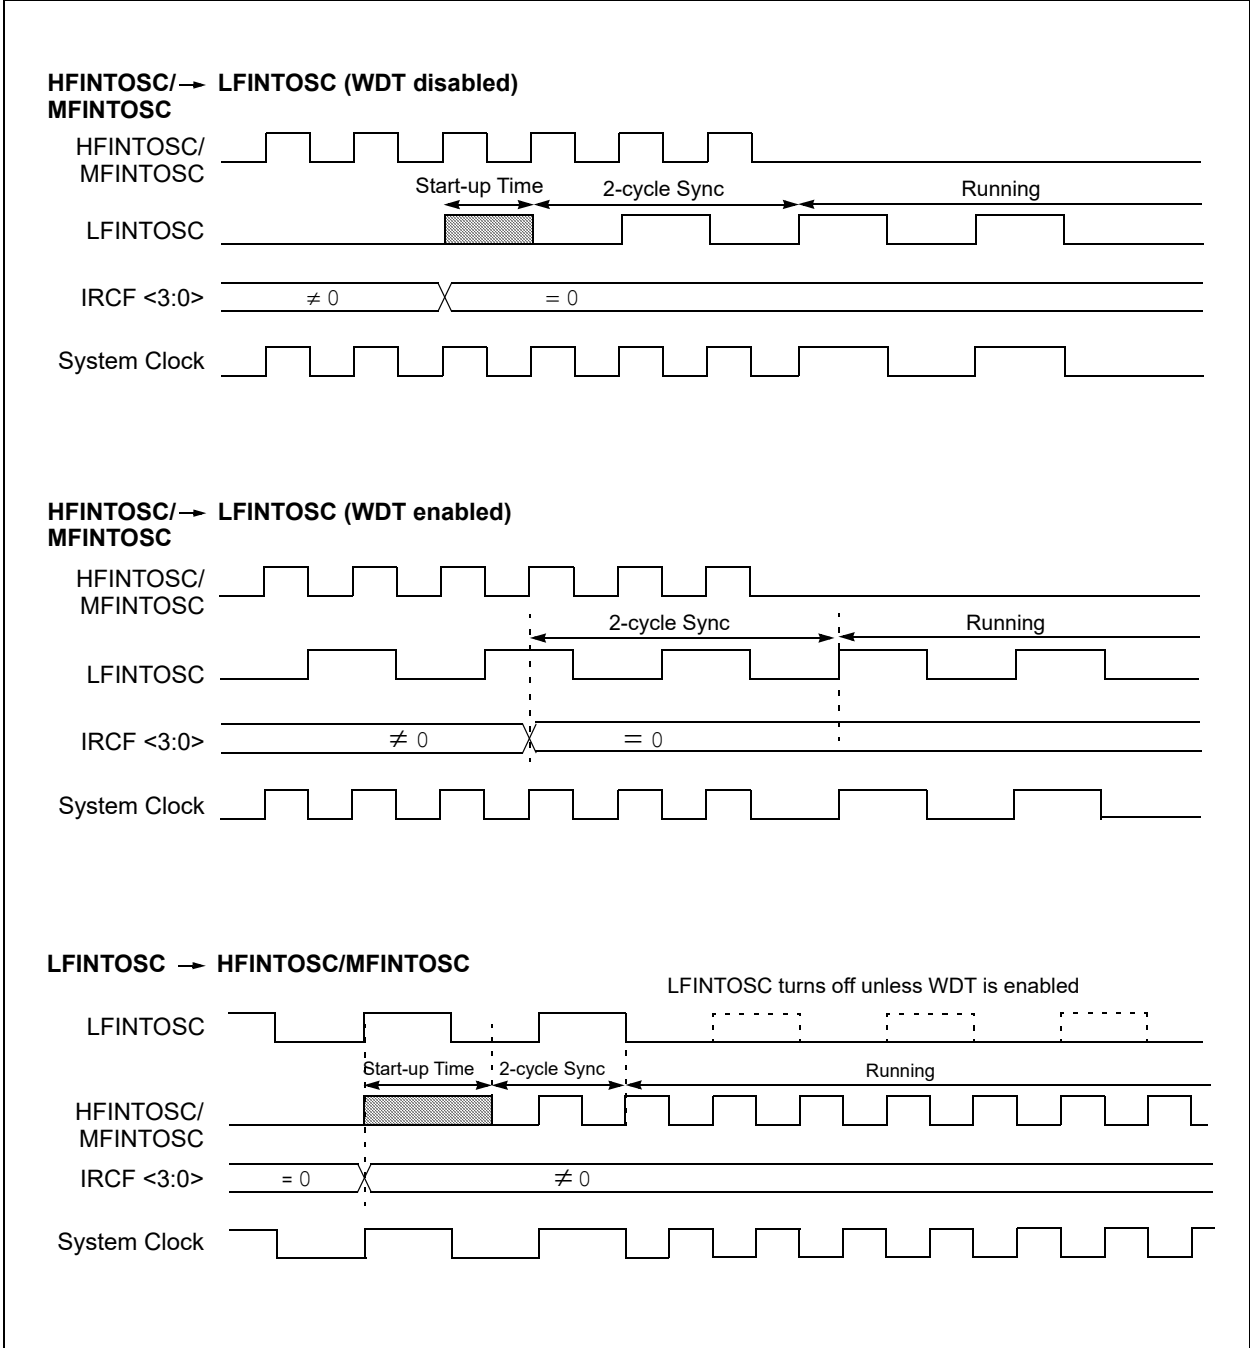 HFINTOSC/→ LFINTOSC (WDT disabled)
MFINTOSC
HFINTOSC/
MFINTOSC
Start-up Time 2-cycle Sync Running
LFINTOSC
IRCF <3:0> ≠ 0 = 0
System Clock
HFINTOSC/→ LFINTOSC (WDT enabled)
MFINTOSC
HFINTOSC/
MFINTOSC
2-cycle Sync Running
LFINTOSC
IRCF <3:0> ≠ 0 = 0
System Clock
LFINTOSC → HFINTOSC/MFINTOSC
LFINTOSC turns off unless WDT is enabled
LFINTOSC
Start-up Time 2-cycle Sync Running
HFINTOSC/
MFINTOSC
IRCF <3:0> = 0 ≠ 0
System Clock